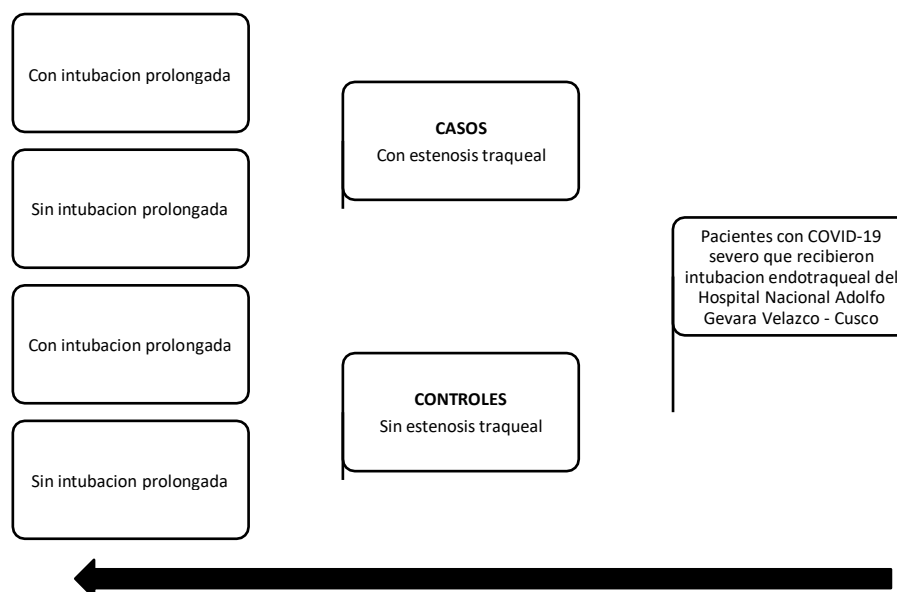 Con intubacion prolongada
Sin intubacion prolongada
Con intubacion prolongada
Sin intubacion prolongada
CASOS
Con estenosis traqueal
CONTROLES
Sin estenosis traqueal
Pacientes con COVID-19
severo que recibieron
intubacion endotraqueal del
Hospital Nacional Adolfo
Gevara Velazco - Cusco